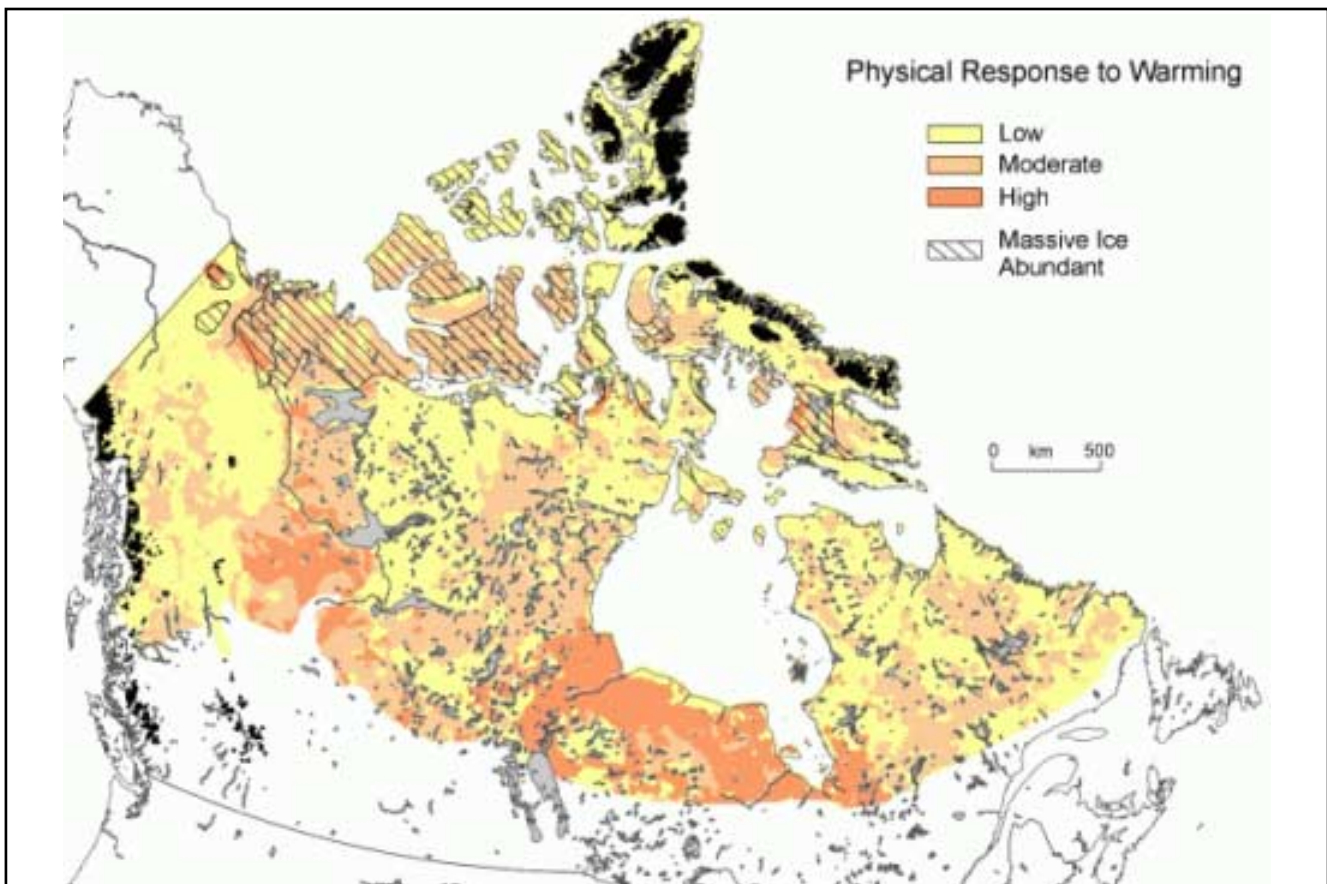 Physical Response to Warming
Low
Moderate
High
Massive Ice
Abundant
0 km 500